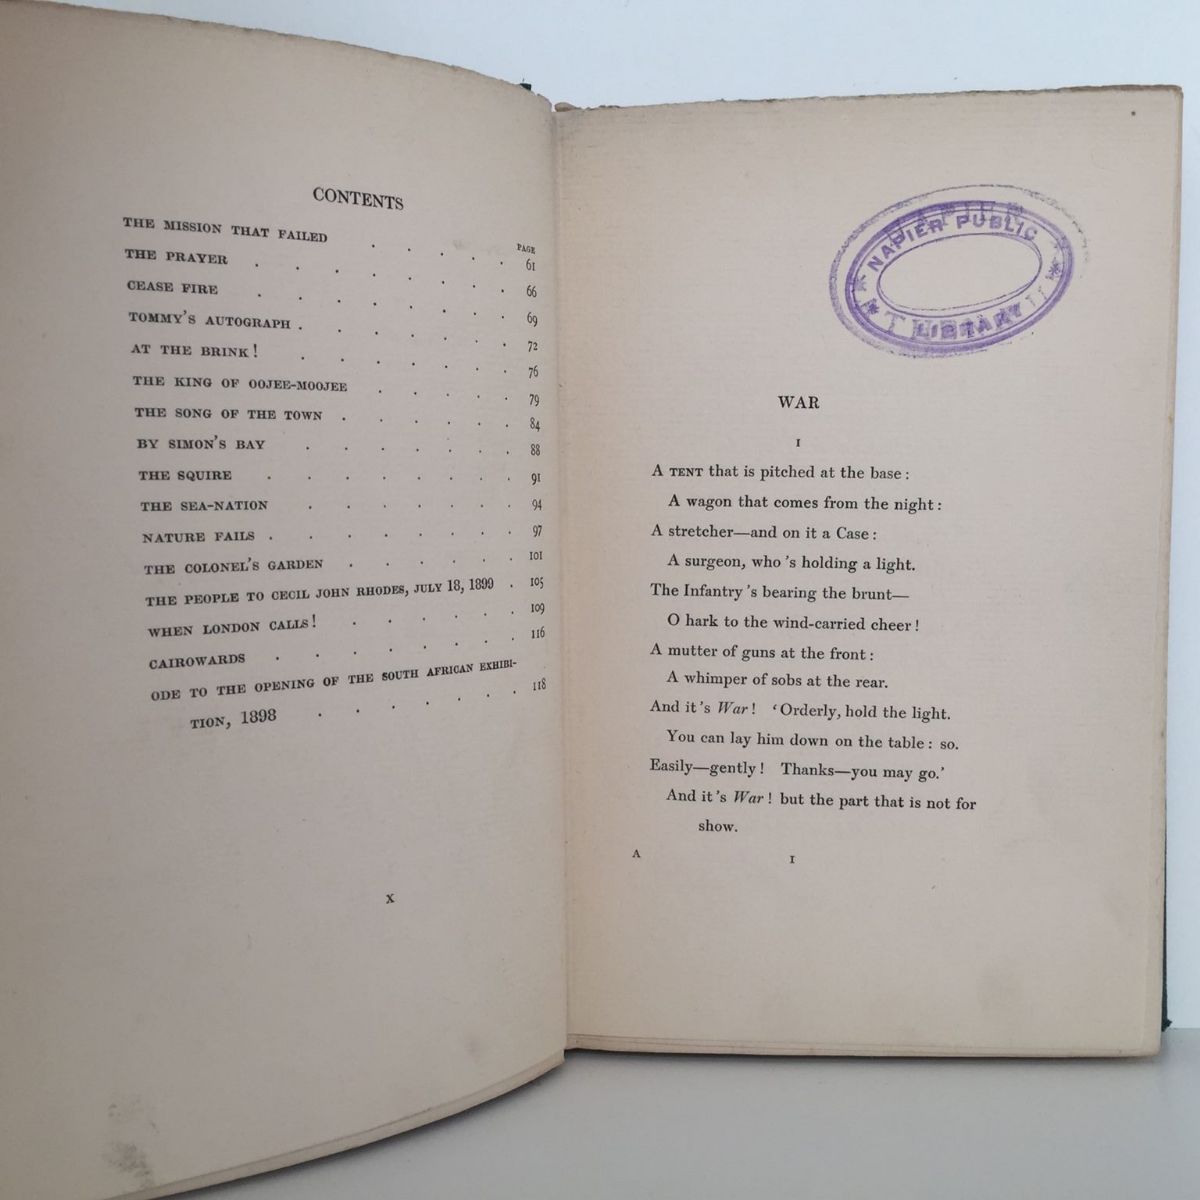 CONTENTS
PAGE
THE MISSION THAT FAILED . . . . . . 61
THE PRAYER . . . . . . . 66
CEASE FIRE . . . . . . . 69
TOMMY'S AUTOGRAPH . . . . . . . 72
AT THE BRINK! . . . . . . . 76
THE KING OF OOJEE-MOOJEE . . . . . 79
THE SONG OF THE TOWN . . . . . . 84
BY SIMON'S BAY . . . . . . . 88
THE SQUIRE . . . . . . . 91
THE SEA-NATION . . . . . . . 94
NATURE FAILS . . . . . . . 97
THE COLONEL'S GARDEN . . . . . . 101
THE PEOPLE TO CECIL JOHN RHODES, JULY 18, 1899 . 105
WHEN LONDON CALLS! . . . . . . 109
CAIROWARDS . . . . . . . 116
ODE TO THE OPENING OF THE SOUTH AFRICAN EXHIBI-
TION, 1898 . . . . . . 118
X
NAPIER PUBLIC
LIBRARY
WAR
I
A TENT that is pitched at the base:
A wagon that comes from the night:
A stretcher—and on it a Case:
A surgeon, who's holding a light.
The Infantry's bearing the brunt—
O hark to the wind-carried cheer!
A mutter of guns at the front:
A whimper of sobs at the rear.
And it's War! 'Orderly, hold the light.
You can lay him down on the table: so.
Easily—gently! Thanks—you may go.'
And it's War! but the part that is not for
show.
A 1